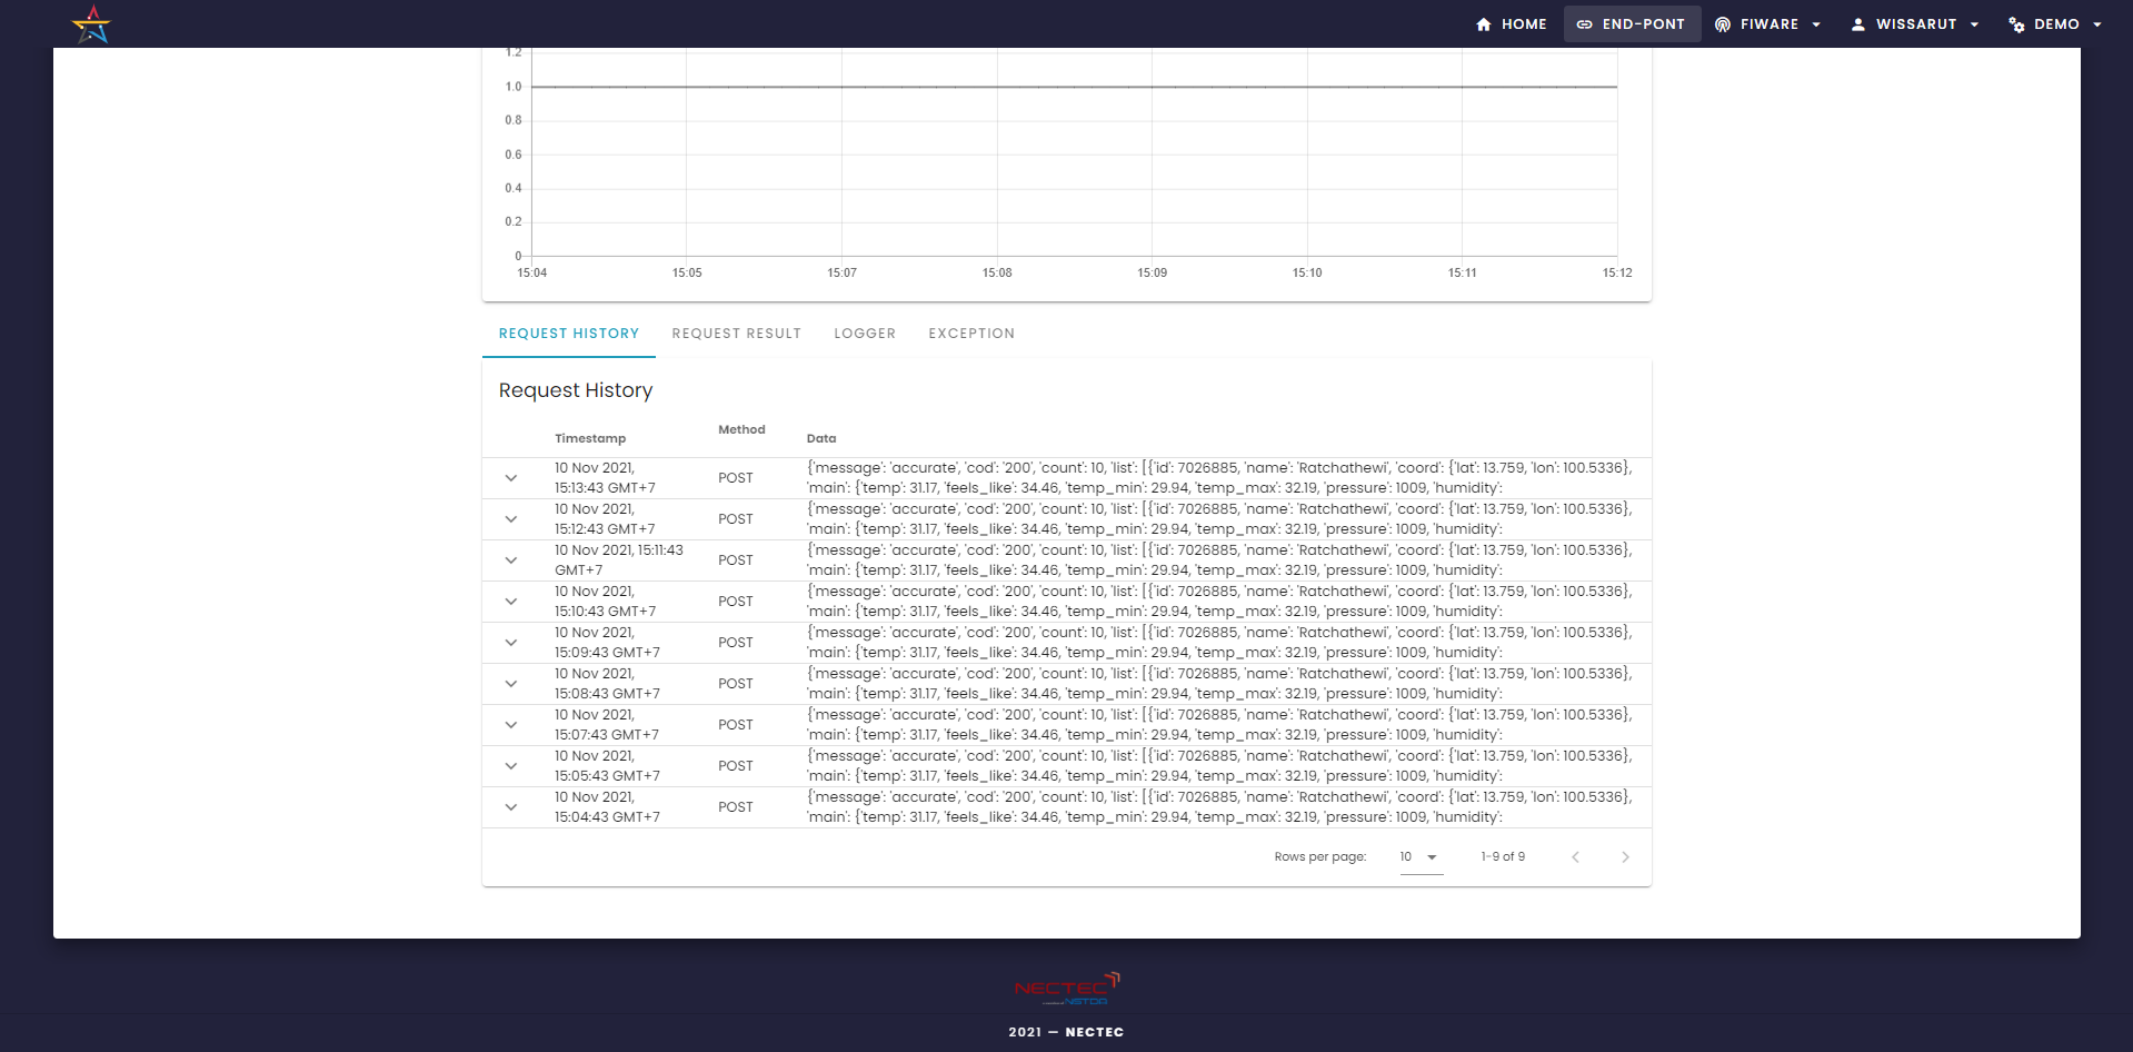 HOME END-PONT FIWARE WISSARUT DEMO
1.2
1.0
0.8
0.6
0.4
0.2
0
15:04 15:05 15:07 15:08 15:09 15:10 15:11 15:12
REQUEST HISTORY REQUEST RESULT LOGGER EXCEPTION
Request History
Timestamp Method Data
10 Nov 2021, 15:13:43 GMT+7 POST {'message': 'accurate', 'cod': '200', 'count': 10, 'list': [{'id': 7026885, 'name': 'Ratchathewi', 'coord': {'lat': 13.759, 'lon': 100.5336},
'main': {'temp': 31.17, 'feels_like': 34.46, 'temp_min': 29.94, 'temp_max': 32.19, 'pressure': 1009, 'humidity':
10 Nov 2021, 15:12:43 GMT+7 POST {'message': 'accurate', 'cod': '200', 'count': 10, 'list': [{'id': 7026885, 'name': 'Ratchathewi', 'coord': {'lat': 13.759, 'lon': 100.5336},
'main': {'temp': 31.17, 'feels_like': 34.46, 'temp_min': 29.94, 'temp_max': 32.19, 'pressure': 1009, 'humidity':
10 Nov 2021, 15:11:43 GMT+7 POST {'message': 'accurate', 'cod': '200', 'count': 10, 'list': [{'id': 7026885, 'name': 'Ratchathewi', 'coord': {'lat': 13.759, 'lon': 100.5336},
'main': {'temp': 31.17, 'feels_like': 34.46, 'temp_min': 29.94, 'temp_max': 32.19, 'pressure': 1009, 'humidity':
10 Nov 2021, 15:10:43 GMT+7 POST {'message': 'accurate', 'cod': '200', 'count': 10, 'list': [{'id': 7026885, 'name': 'Ratchathewi', 'coord': {'lat': 13.759, 'lon': 100.5336},
'main': {'temp': 31.17, 'feels_like': 34.46, 'temp_min': 29.94, 'temp_max': 32.19, 'pressure': 1009, 'humidity':
10 Nov 2021, 15:09:43 GMT+7 POST {'message': 'accurate', 'cod': '200', 'count': 10, 'list': [{'id': 7026885, 'name': 'Ratchathewi', 'coord': {'lat': 13.759, 'lon': 100.5336},
'main': {'temp': 31.17, 'feels_like': 34.46, 'temp_min': 29.94, 'temp_max': 32.19, 'pressure': 1009, 'humidity':
10 Nov 2021, 15:08:43 GMT+7 POST {'message': 'accurate', 'cod': '200', 'count': 10, 'list': [{'id': 7026885, 'name': 'Ratchathewi', 'coord': {'lat': 13.759, 'lon': 100.5336},
'main': {'temp': 31.17, 'feels_like': 34.46, 'temp_min': 29.94, 'temp_max': 32.19, 'pressure': 1009, 'humidity':
10 Nov 2021, 15:07:43 GMT+7 POST {'message': 'accurate', 'cod': '200', 'count': 10, 'list': [{'id': 7026885, 'name': 'Ratchathewi', 'coord': {'lat': 13.759, 'lon': 100.5336},
'main': {'temp': 31.17, 'feels_like': 34.46, 'temp_min': 29.94, 'temp_max': 32.19, 'pressure': 1009, 'humidity':
10 Nov 2021, 15:05:43 GMT+7 POST {'message': 'accurate', 'cod': '200', 'count': 10, 'list': [{'id': 7026885, 'name': 'Ratchathewi', 'coord': {'lat': 13.759, 'lon': 100.5336},
'main': {'temp': 31.17, 'feels_like': 34.46, 'temp_min': 29.94, 'temp_max': 32.19, 'pressure': 1009, 'humidity':
10 Nov 2021, 15:04:43 GMT+7 POST {'message': 'accurate', 'cod': '200', 'count': 10, 'list': [{'id': 7026885, 'name': 'Ratchathewi', 'coord': {'lat': 13.759, 'lon': 100.5336},
'main': {'temp': 31.17, 'feels_like': 34.46, 'temp_min': 29.94, 'temp_max': 32.19, 'pressure': 1009, 'humidity':
Rows per page: 10 1-9 of 9
NECTEC
NSTDA
2021 — NECTEC